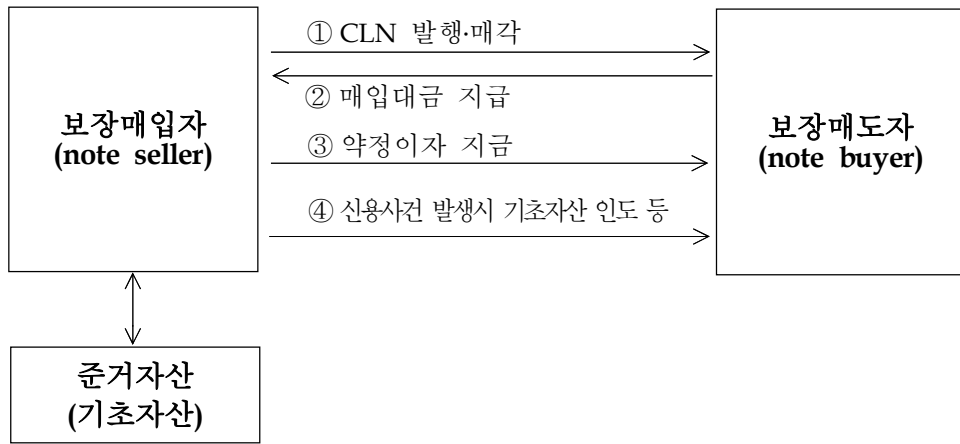 ① CLN 발행·매각
② 매입대금 지급
보장매입자
(note seller)
보장매도자
(note buyer)
③ 약정이자 지급
④ 신용사건 발생시 기초자산 인도 등
준거자산
(기초자산)